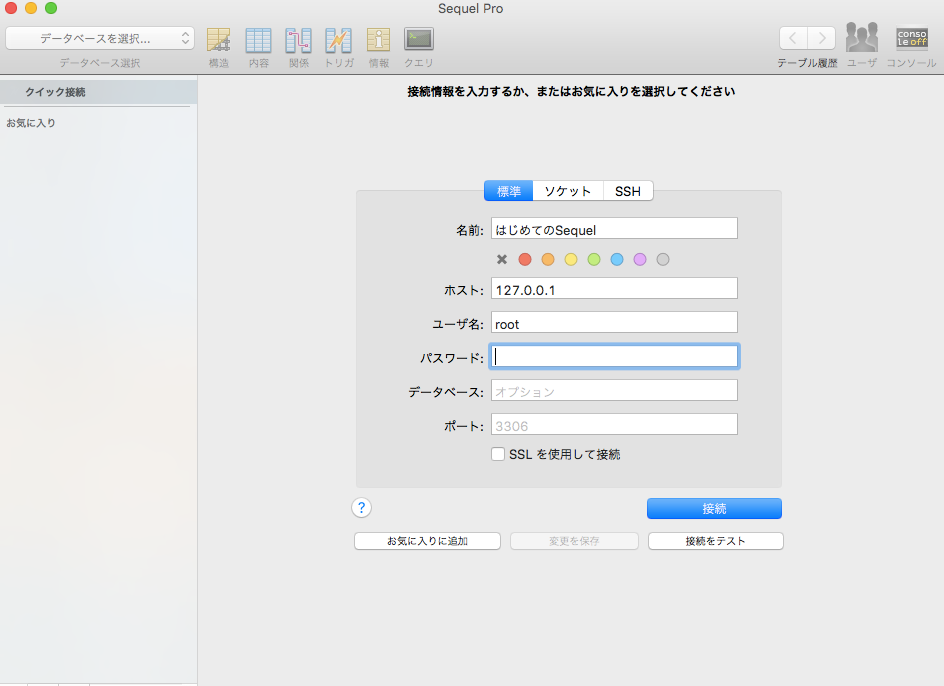 Sequel Pro
データベースを選択...
データベース選択
構造 内容 関係 トリガ 情報 クエリ
conso
le off
テーブル履歴 ユーザ コンソール
クイック接続
お気に入り
接続情報を入力するか、またはお気に入りを選択してください
標準 ソケット SSH
名前: はじめてのSequel
ホスト: 127.0.0.1
ユーザ名: root
パスワード:
データベース: オプション
ポート: 3306
SSL を使用して接続
? 接続
お気に入りに追加 変更を保存 接続をテスト